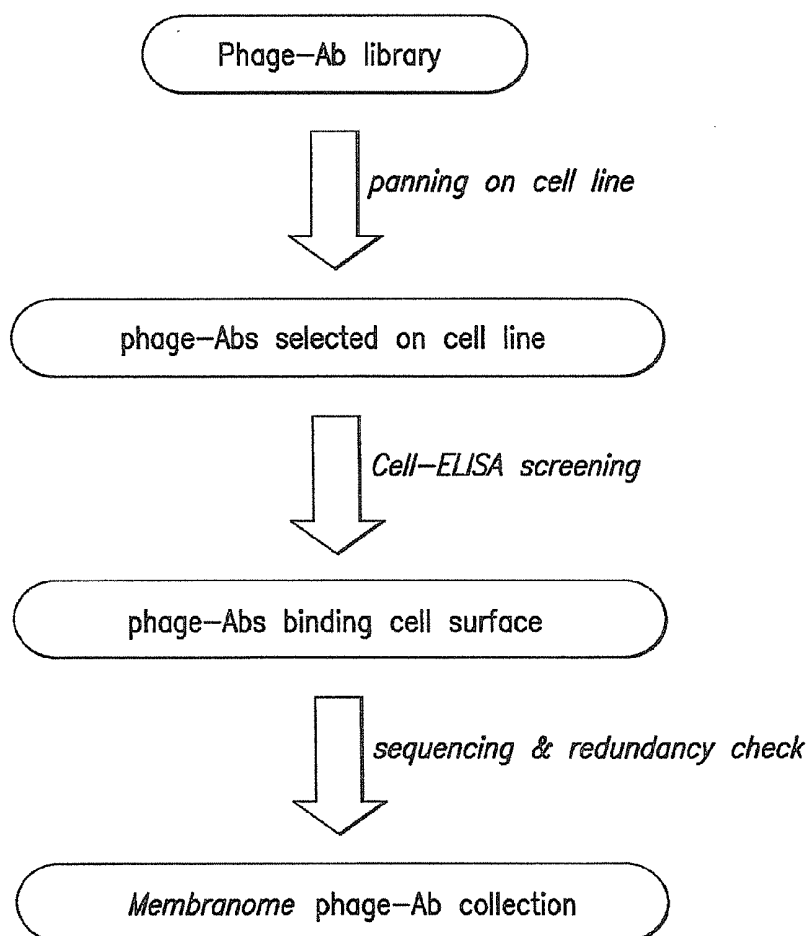 Phage-Ab library
panning on cell line
phage-Abs selected on cell line
Cell-ELISA screening
phage-Abs binding cell surface
sequencing & redundancy check
Membranome phage-Ab collection